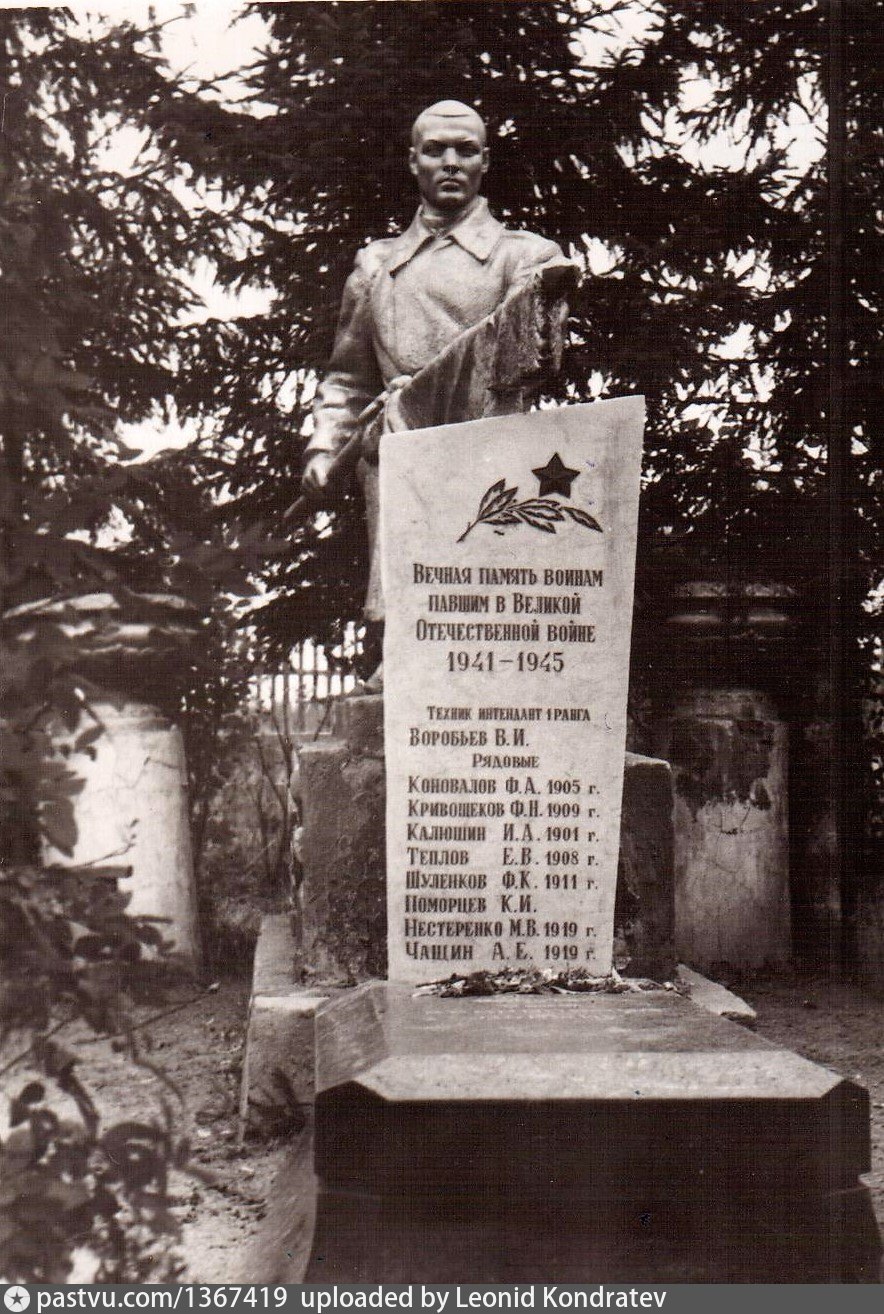 Вечная память воинам
павшим в Великой
Отечественной войне
1941-1945
Техник интендант 1 ранга
Воробьев В.И.
Рядовые
Коновалов Ф.А. 1905 г.
Кривощеков Ф.Н. 1909 г.
Калюшин И.А. 1901 г.
Теплов Е.В. 1908 г.
Шуленков Ф.К. 1911 г.
Поморцев К.И.
Нестеренко М.В. 1919 г.
Чащин А.Е. 1919 г.
pastvu.com/1367419 uploaded by Leonid Kondratev